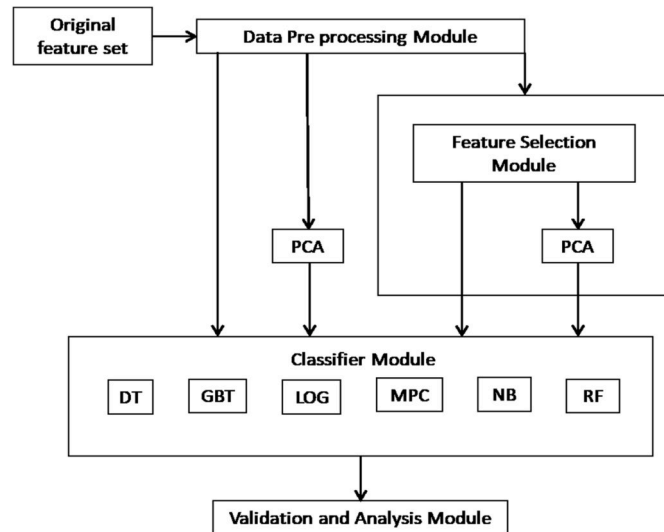 Original
feature set
Data Pre processing Module
Feature Selection
Module
PCA
PCA
Classifier Module
DT
GBT
LOG
MPC
NB
RF
Validation and Analysis Module